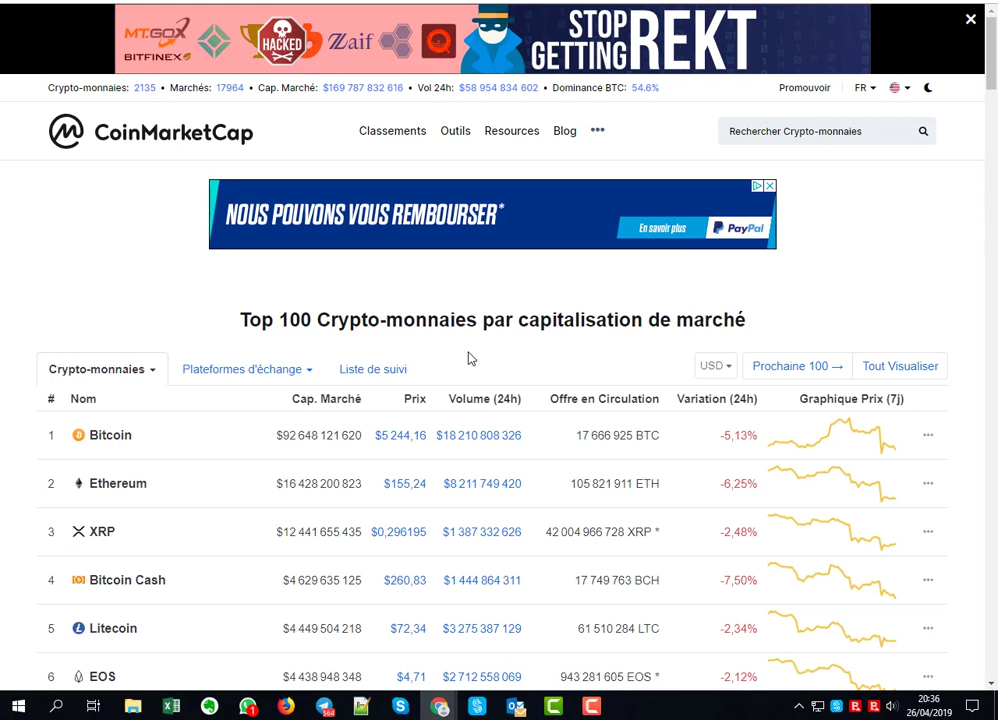 MT.GOX
BITFINEX
HACKED
Zaif
STOP
GETTING
REKT
Crypto-monnaies: 2135 • Marchés: 17964 • Cap. Marché: $169 787 832 616 • Vol 24h: $58 954 834 602 • Dominance BTC: 54.6%
Promouvoir FR
CoinMarketCap
Classements Outils Resources Blog •••
Rechercher Crypto-monnaies
NOUS POUVONS VOUS REMBOURSER*
En savoir plus
PayPal
Top 100 Crypto-monnaies par capitalisation de marché
Crypto-monnaies Plateformes d'échange Liste de suivi USD Prochaine 100 → Tout Visualiser
# Nom Cap. Marché Prix Volume (24h) Offre en Circulation Variation (24h) Graphique Prix (7j)
1 Bitcoin $92 648 121 620 $5 244,16 $18 210 808 326 17 666 925 BTC -5,13%
2 Ethereum $16 428 200 823 $155,24 $8 211 749 420 105 821 911 ETH -6,25%
3 XRP $12 441 655 435 $0,296195 $1 387 332 626 42 004 966 728 XRP * -2,48%
4 Bitcoin Cash $4 629 635 125 $260,83 $1 444 864 311 17 749 763 BCH -7,50%
5 Litecoin $4 449 504 218 $72,34 $3 275 387 129 61 510 284 LTC -2,34%
6 EOS $4 438 948 348 $4,71 $2 712 558 069 943 281 605 EOS * -2,12%
564
1
20:36
26/04/2019